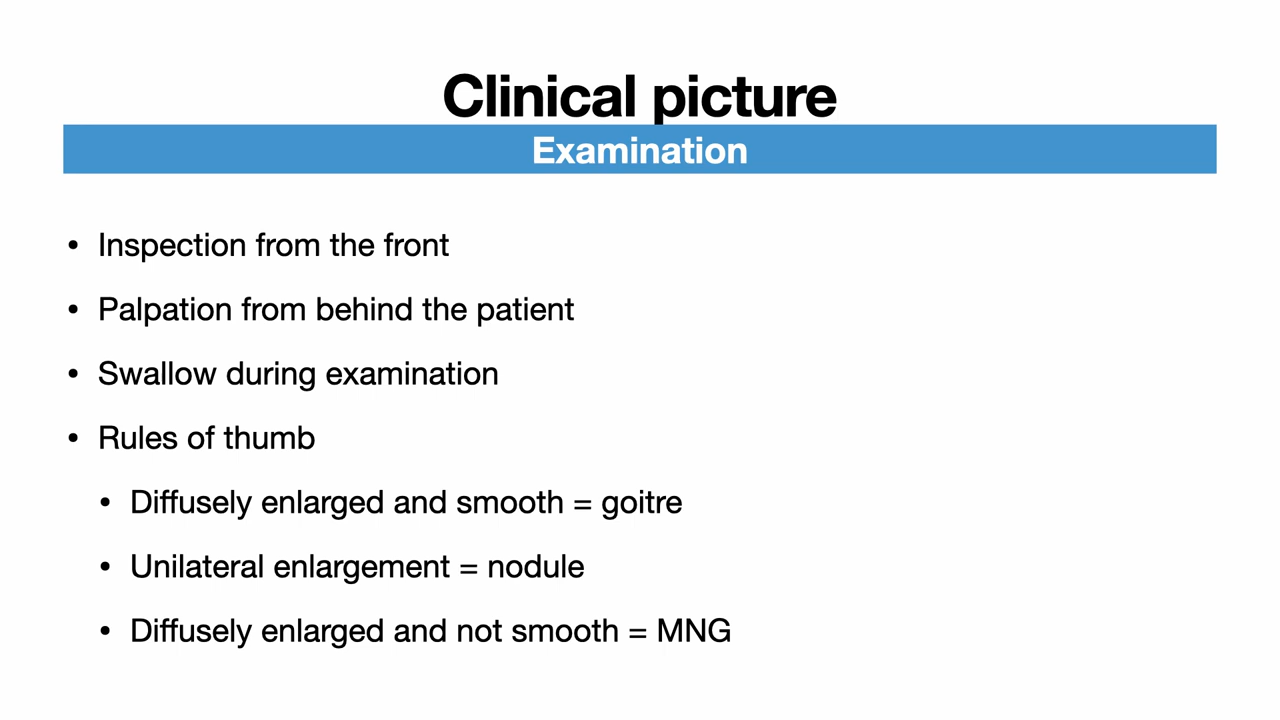 Clinical picture
Examination
• Inspection from the front
• Palpation from behind the patient
• Swallow during examination
• Rules of thumb
• Diffusely enlarged and smooth = goitre
• Unilateral enlargement = nodule
• Diffusely enlarged and not smooth = MNG